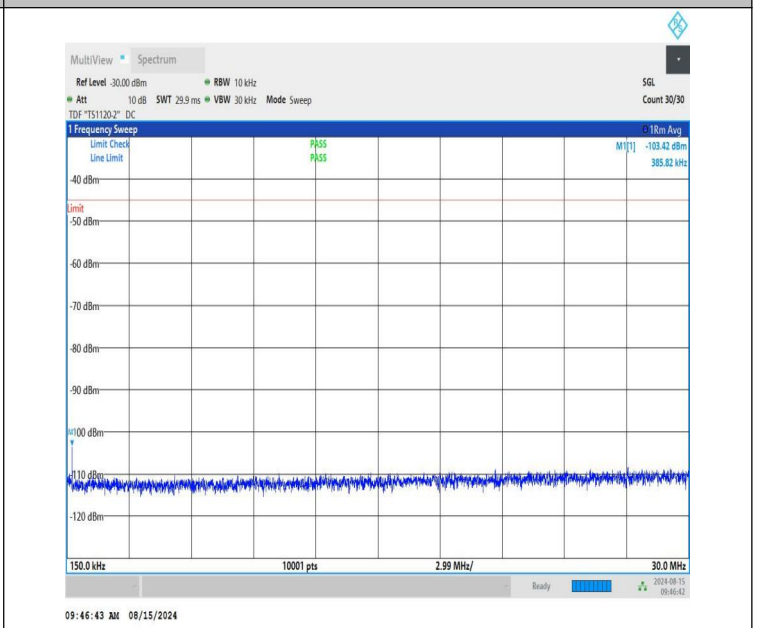 MultiView Spectrum
Ref Level -30.00 dBm RBW 10 kHz SGL
Att 10 dB SWT 29.9 ms VBW 30 kHz Mode Sweep Count 30/30
TDF "TS1120-2" DC
1 Frequency Sweep 1Rm Avg
Limit Check PASS M1[1] -103.42 dBm
Line Limit PASS 385.82 kHz
-40 dBm
Limit
-50 dBm
-60 dBm
-70 dBm
-80 dBm
-90 dBm
M1
-100 dBm
-110 dBm
-120 dBm
150.0 kHz 10001 pts 2.99 MHz/ 30.0 MHz
Ready 2024-08-15
09:46:42
09:46:43 AM 08/15/2024